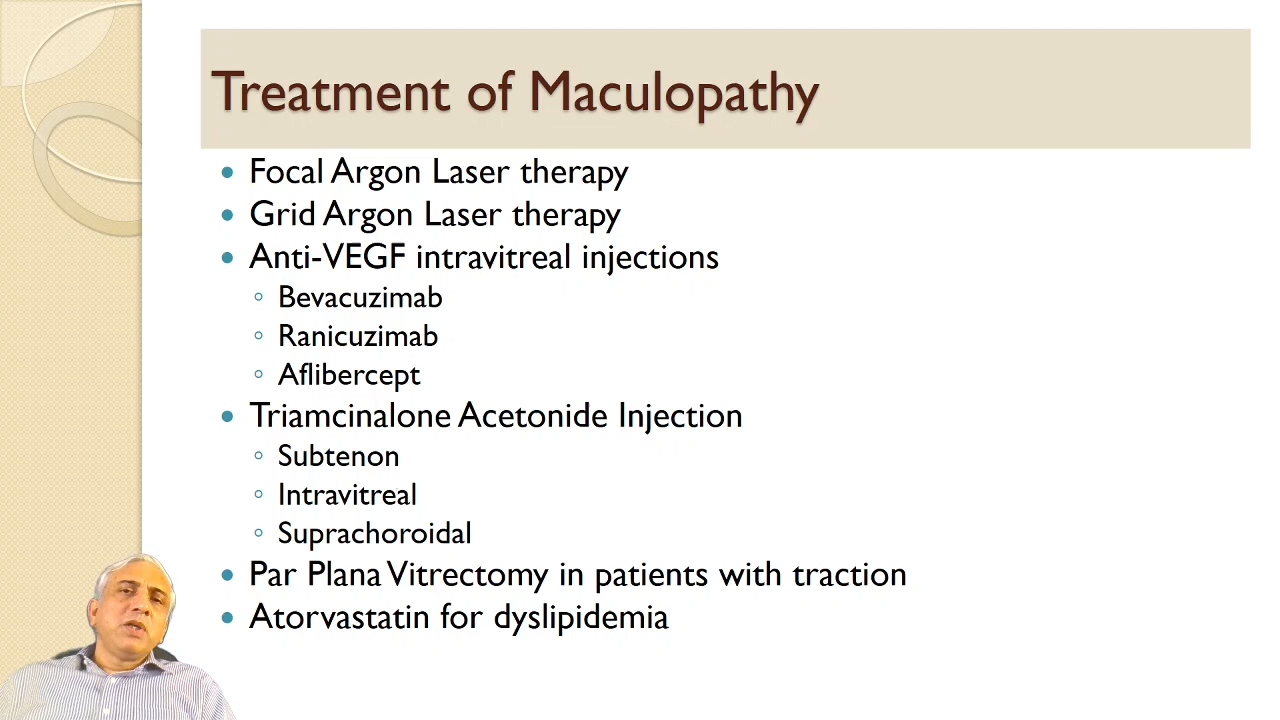 Treatment of Maculopathy
Focal Argon Laser therapy
Grid Argon Laser therapy
Anti-VEGF intravitreal injections
Bevacuzimab
Ranicuzimab
Aflibercept
Triamcinalone Acetonide Injection
Subtenon
Intravitreal
Suprachoroidal
Par Plana Vitrectomy in patients with traction
Atorvastatin for dyslipidemia